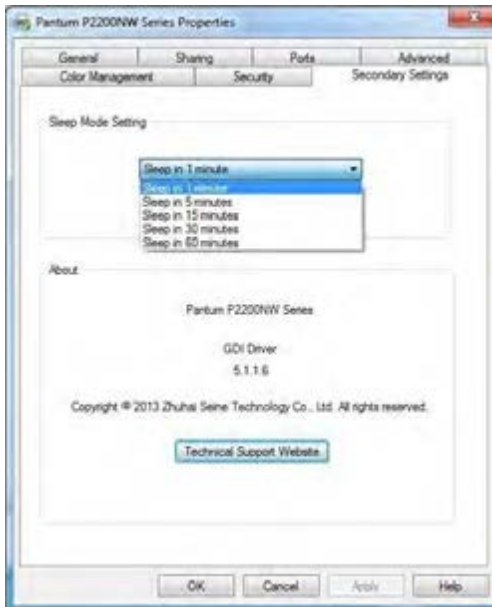 Pantum P2200NW Series Properties
General Sharing Ports Advanced
Color Management Security Secondary Settings
Sleep Mode Setting
Sleep in 1 minute
Sleep in 1 minute
Sleep in 5 minutes
Sleep in 15 minutes
Sleep in 30 minutes
Sleep in 60 minutes
About
Pantum P2200NW Series
GDI Driver
5.1.1.6
Copyright © 2013 Zhuhai Seine Technology Co., Ltd. All rights reserved.
Technical Support Website
OK Cancel Apply Help